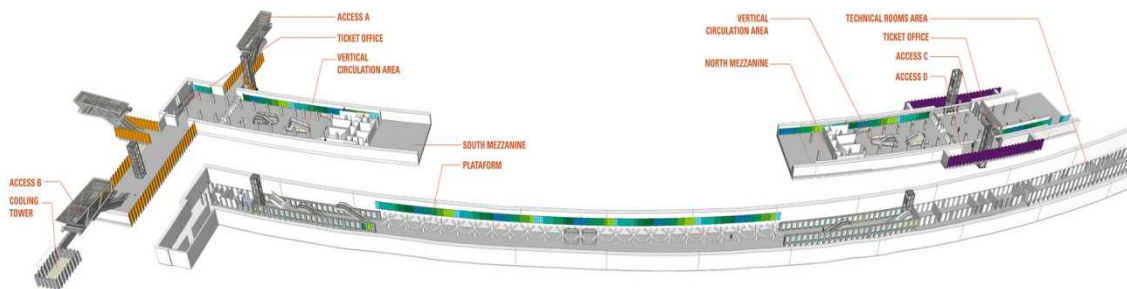 ACCESS A
TICKET OFFICE
VERTICAL
CIRCULATION AREA
SOUTH MEZZANINE
PLATAFORM
ACCESS B
COOLING
TOWER
VERTICAL
CIRCULATION AREA
NORTH MEZZANINE
TECHNICAL ROOMS AREA
TICKET OFFICE
ACCESS C
ACCESS D